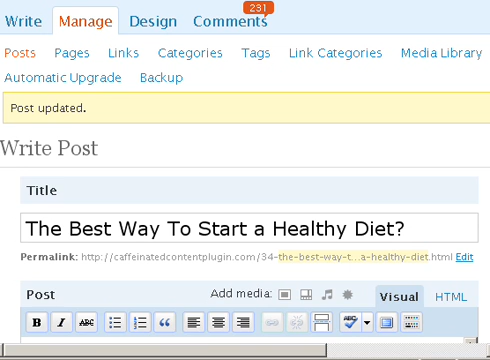 231
Write Manage Design Comments
Posts Pages Links Categories Tags Link Categories Media Library
Automatic Upgrade Backup
Post updated.
Write Post
Title
The Best Way To Start a Healthy Diet?
Permalink: http://caffeinatedcontentplugin.com/34-the-best-way-t...a-healthy-diet.html Edit
Post Add media: Visual HTML
B I ABC ABC